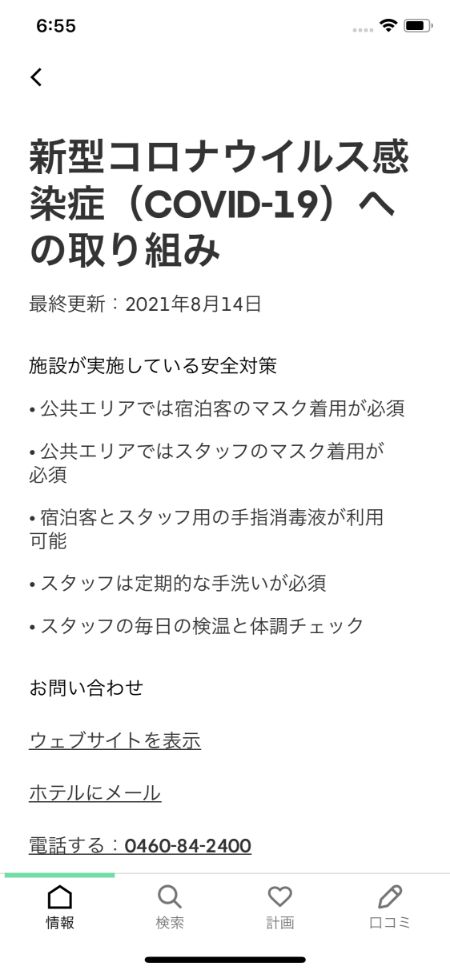 6:55
新型コロナウイルス感
染症（COVID-19）へ
の取り組み
最終更新：2021年8月14日
施設が実施している安全対策
• 公共エリアでは宿泊客のマスク着用が必須
• 公共エリアではスタッフのマスク着用が
必須
• 宿泊客とスタッフ用の手指消毒液が利用
可能
• スタッフは定期的な手洗いが必須
• スタッフの毎日の検温と体調チェック
お問い合わせ
ウェブサイトを表示
ホテルにメール
電話する：0460-84-2400
情報 検索 計画 口コミ